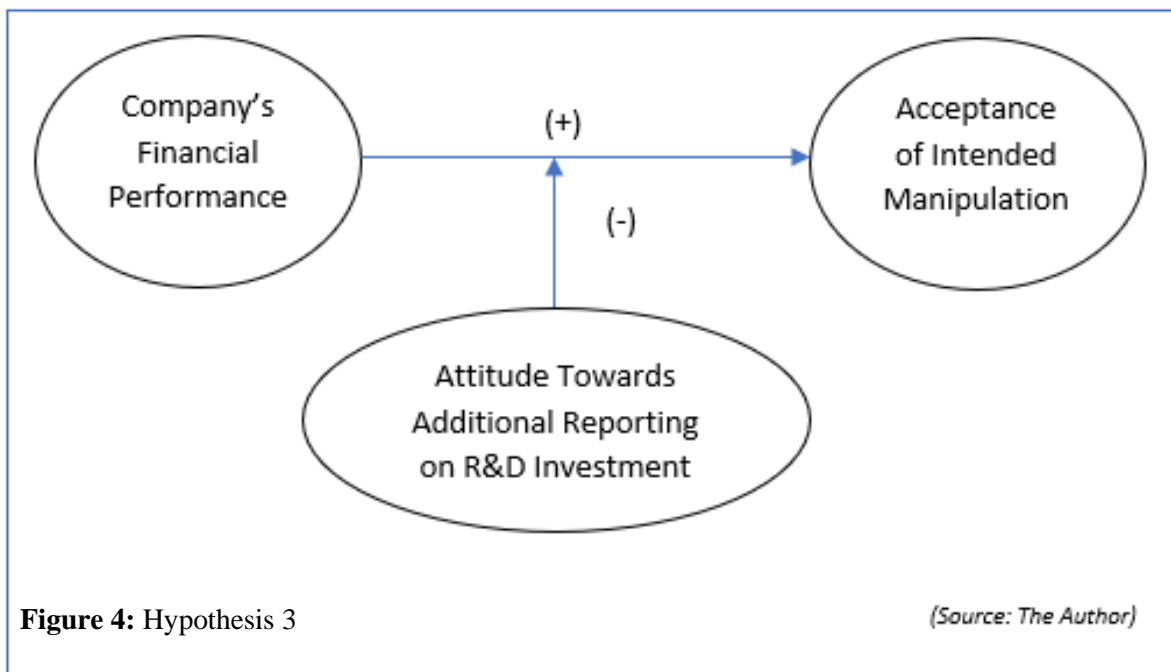 Company's
Financial
Performance
(+)
Acceptance
of Intended
Manipulation
(-)
Attitude Towards
Additional Reporting
on R&D Investment
Figure 4: Hypothesis 3
(Source: The Author)